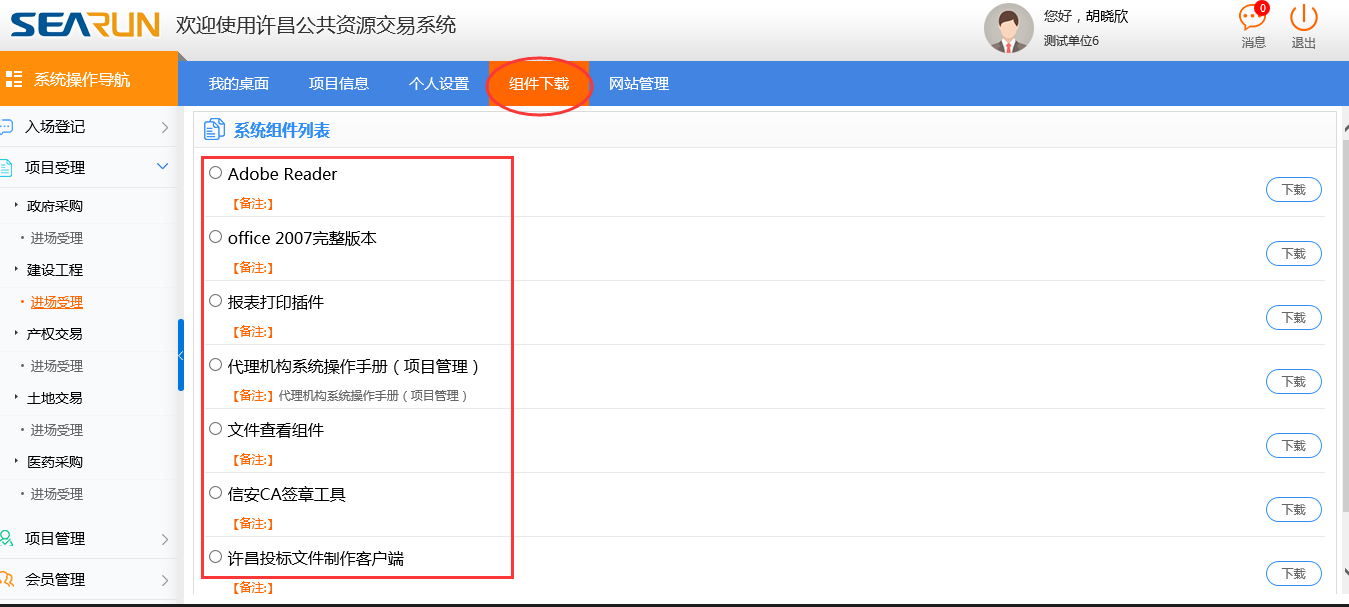 SEARUN 欢迎使用许昌公共资源交易系统
您好，胡晓欣
测试单位6
0
消息
退出
系统操作导航
我的桌面 项目信息 个人设置 组件下载 网站管理
入场登记
项目受理
政府采购
进场受理
建设工程
进场受理
产权交易
进场受理
土地交易
进场受理
医药采购
进场受理
项目管理
会员管理
系统组件列表
Adobe Reader
【备注:】
下载
office 2007完整版本
【备注:】
下载
报表打印插件
【备注:】
下载
代理机构系统操作手册（项目管理）
【备注:】代理机构系统操作手册（项目管理）
下载
文件查看组件
【备注:】
下载
信安CA签章工具
【备注:】
下载
许昌投标文件制作客户端
【备注:】
下载